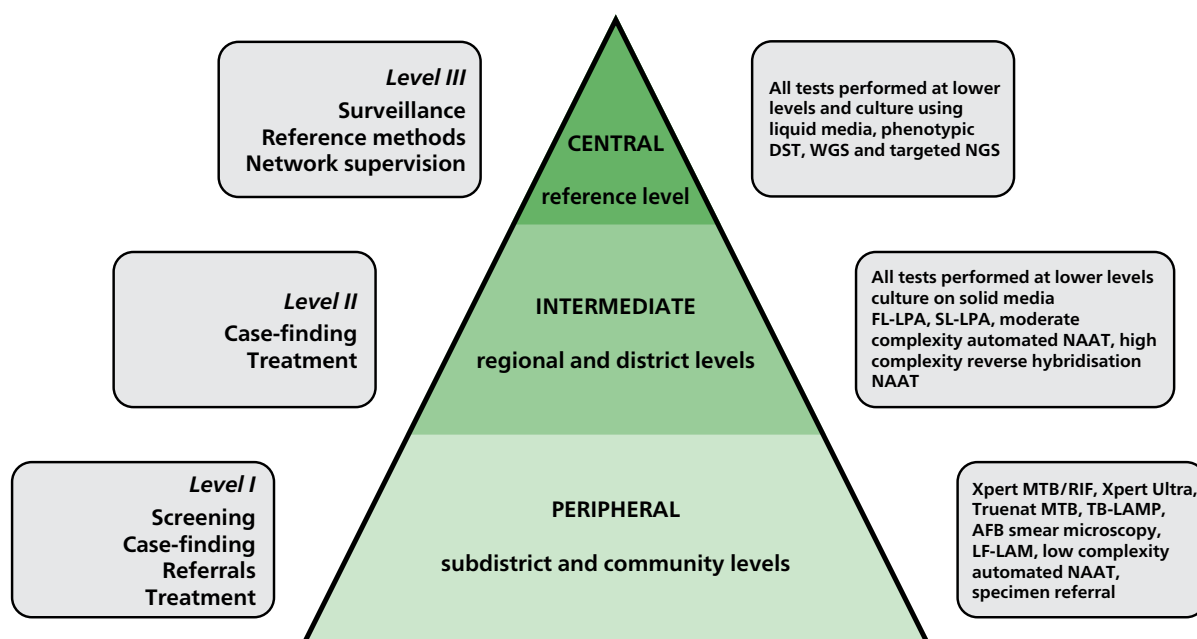 Level III
Surveillance
Reference methods
Network supervision
CENTRAL
reference level
All tests performed at lower
levels and culture using
liquid media, phenotypic
DST, WGS and targeted NGS
Level II
Case-finding
Treatment
INTERMEDIATE
regional and district levels
All tests performed at lower levels
culture on solid media
FL-LPA, SL-LPA, moderate
complexity automated NAAT, high
complexity reverse hybridisation
NAAT
Level I
Screening
Case-finding
Referrals
Treatment
PERIPHERAL
subdistrict and community levels
Xpert MTB/RIF, Xpert Ultra,
Truenat MTB, TB-LAMP,
AFB smear microscopy,
LF-LAM, low complexity
automated NAAT,
specimen referral